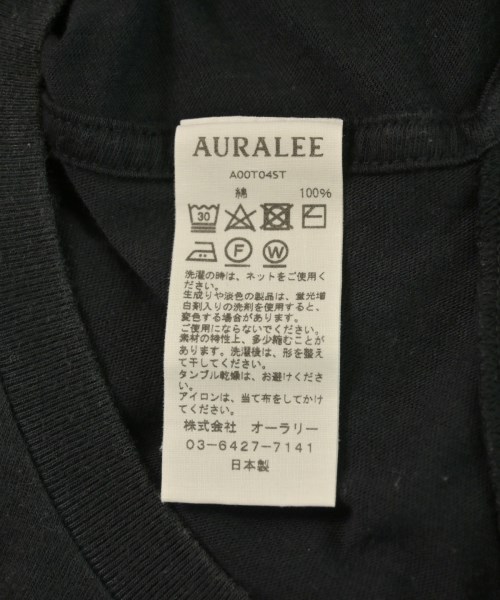 AURALEE
A00T04ST
綿 100%
30
F W
洗濯の時は、ネットをご使用く
ださい。
生成りや淡色の製品は、蛍光増
白剤入りの洗剤を使用すると、
変色する場合があります。
ご使用にならないでください。
素材の特性上、多少縮むことが
あります。洗濯後は、形を整え
て干してください。
タンブル乾燥は、お避けくださ
い。
アイロンは、当て布をしてかけ
てください。
株式会社 オーラリー
03-6427-7141
日本製